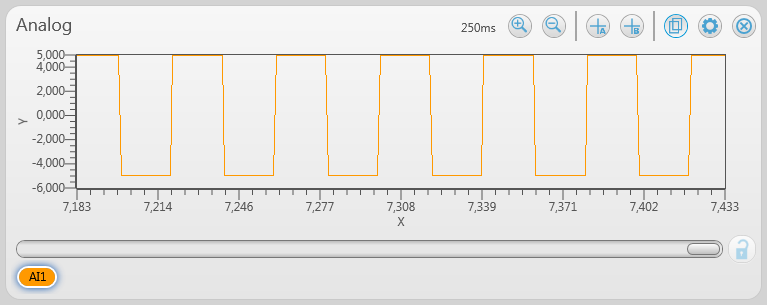 Analog
250ms
A
B
5,000
4,000
2,000
0,000
-2,000
-4,000
-6,000
Y
7,183 7,214 7,246 7,277 7,308 7,339 7,371 7,402 7,433
X
AI1